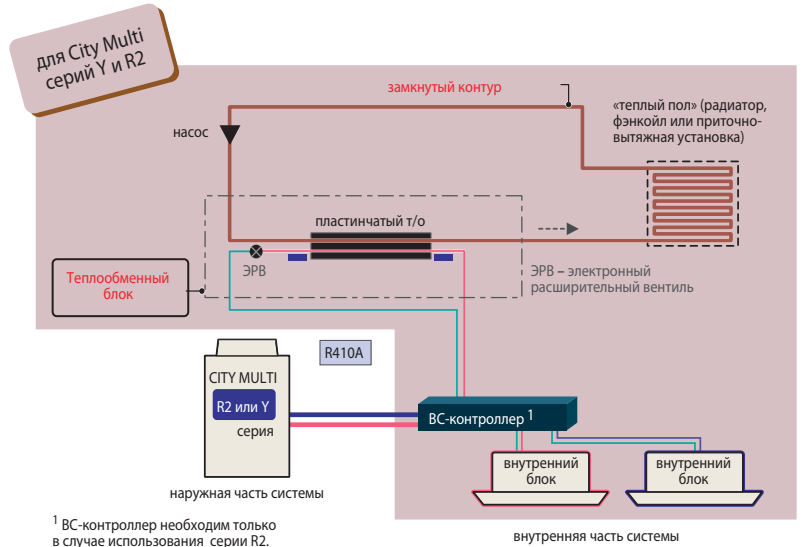 для City Multi
серий Y и R2
замкнутый контур
«теплый пол» (радиатор,
фэнкойл или приточно-
вытяжная установка)
насос
пластинчатый т/о
ЭРВ
ЭРВ – электронный
расширительный вентиль
Теплообменный
блок
R410A
CITY MULTI
R2 или Y
серия
BC-контроллер 1
внутренний
блок
внутренний
блок
наружная часть системы
1 BC-контроллер необходим только
в случае использования серии R2.
внутренняя часть системы